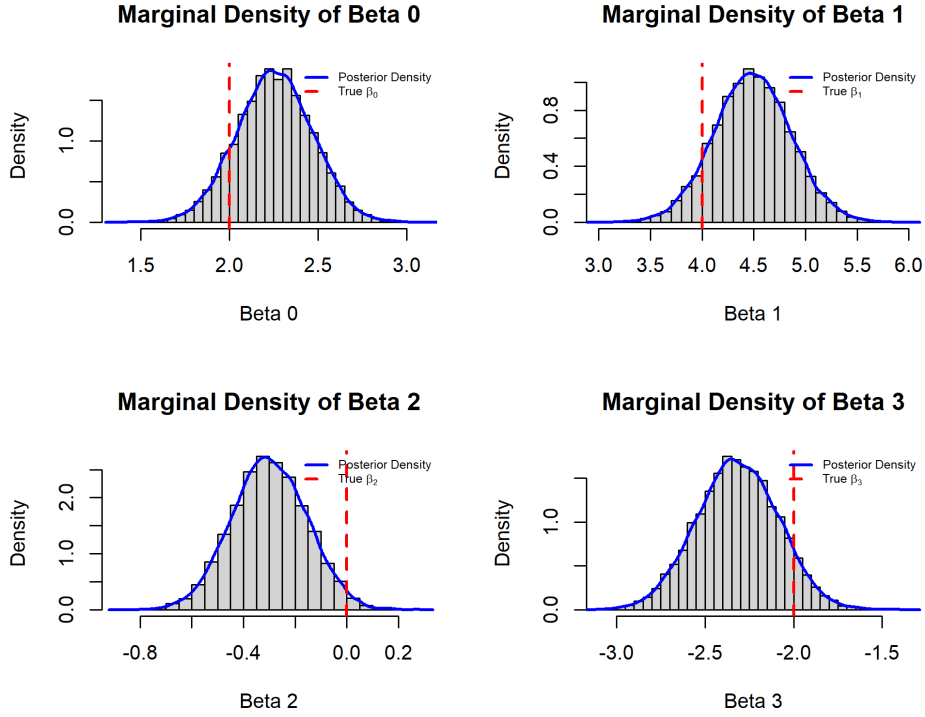 Marginal Density of Beta 0
Density
0.0
1.0
Posterior Density
True β0
1.5
2.0
2.5
3.0
Beta 0
Marginal Density of Beta 1
Density
0.0
0.4
0.8
Posterior Density
True β1
3.0
3.5
4.0
4.5
5.0
5.5
6.0
Beta 1
Marginal Density of Beta 2
Density
0.0
1.0
2.0
Posterior Density
True β2
-0.8
-0.4
0.0
0.2
Beta 2
Marginal Density of Beta 3
Density
0.0
1.0
Posterior Density
True β3
-3.0
-2.5
-2.0
-1.5
Beta 3